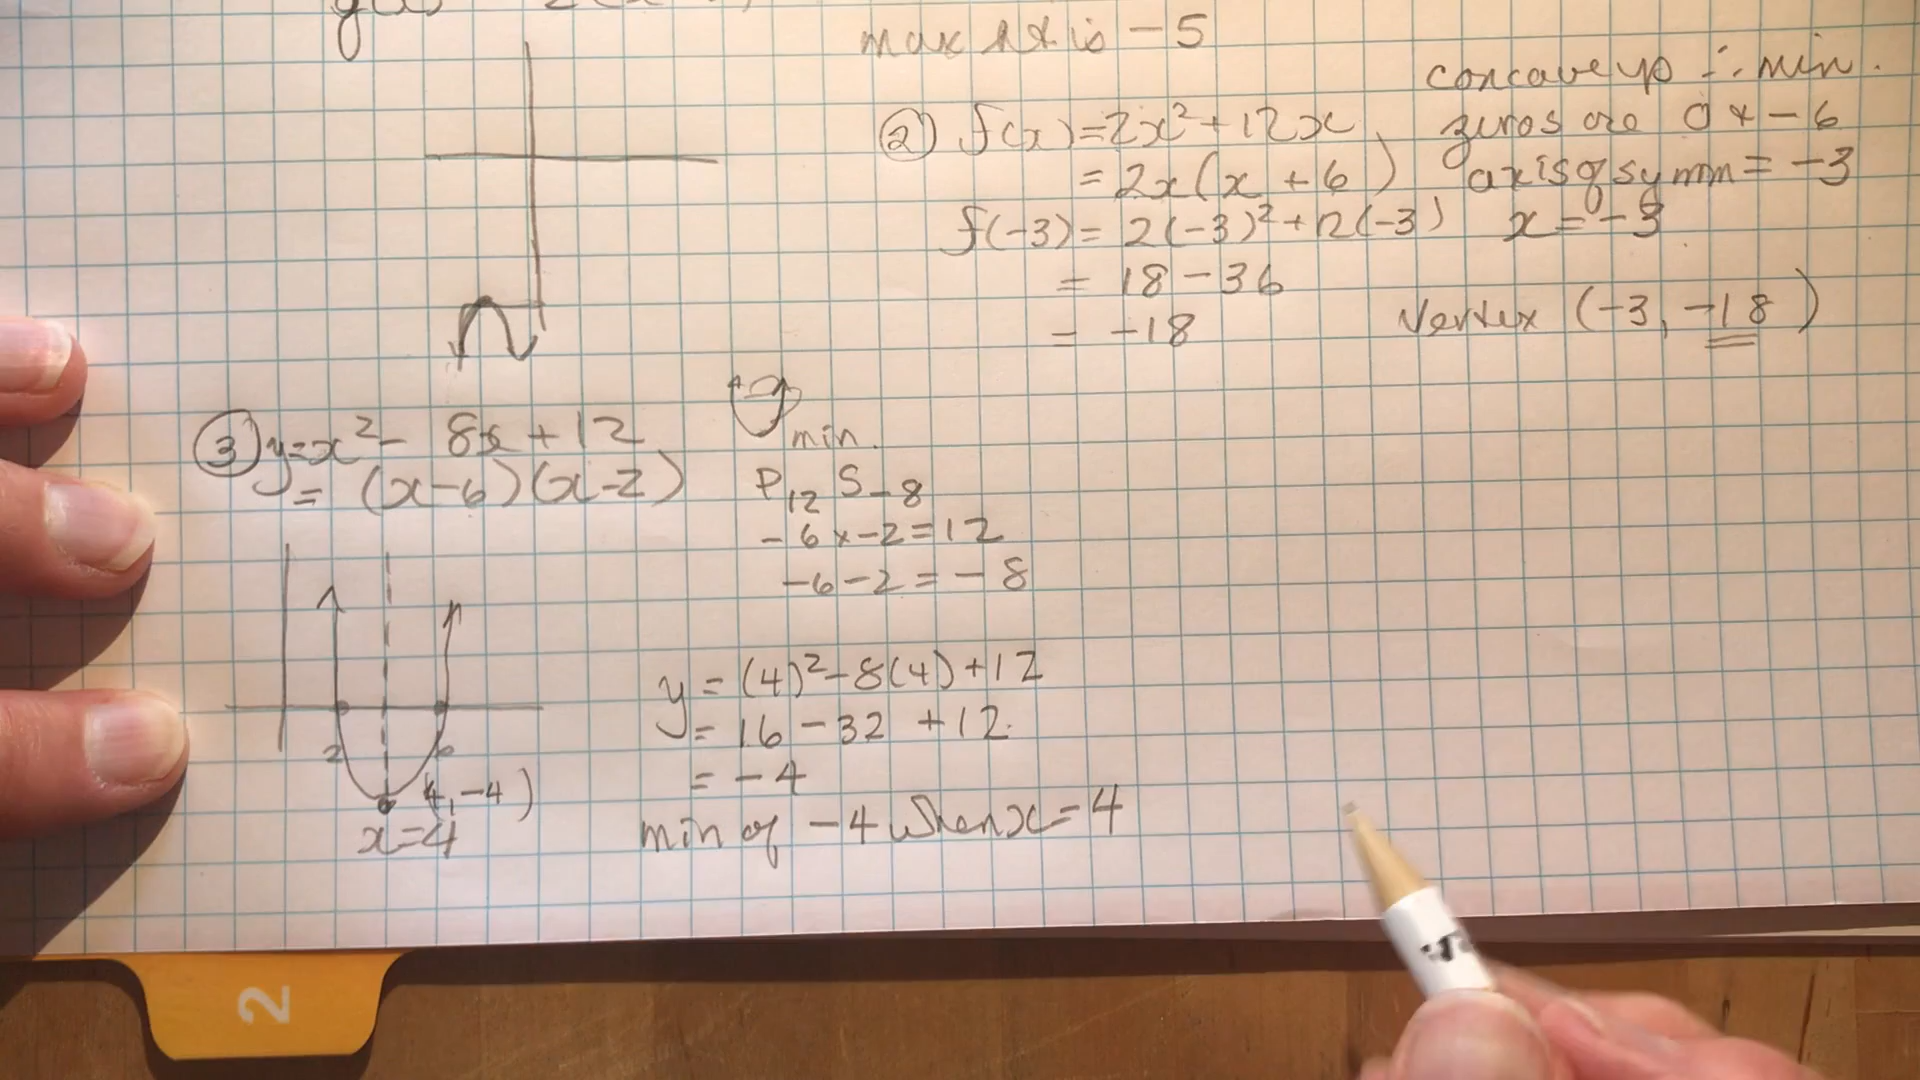 max is -5
concave up ∴ min.
② f(x)=2x²+12x
zeros are 0 & -6
= 2x(x+6)
axis of symm = -3
f(-3)= 2(-3)²+12(-3)
x=-3
= 18-36
= -18
Vertex (-3, -18)
③ y=x²- 8x+12
min.
= (x-6)(x-2)
P₁₂ S₋₈
-6×-2=12
-6-2=-8
y = (4)²-8(4)+12
= 16-32 +12
= -4
min of -4 when x=4
2
6
(4,-4)
x=4
2